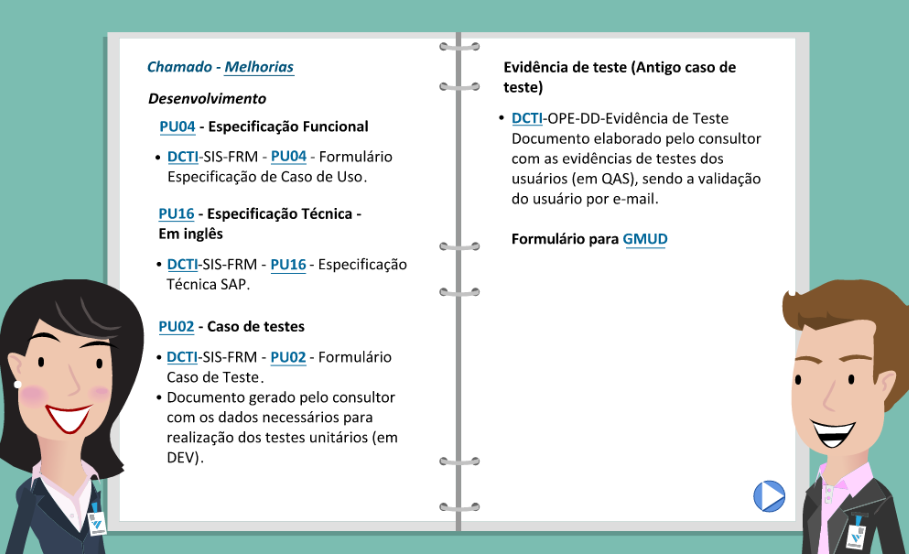 Chamado - Melhorias
Desenvolvimento
PU04 - Especificação Funcional
• DCTI-SIS-FRM - PU04 - Formulário
Especificação de Caso de Uso.
PU16 - Especificação Técnica -
Em inglês
• DCTI-SIS-FRM - PU16 - Especificação
Técnica SAP.
PU02 - Caso de testes
• DCTI-SIS-FRM - PU02 - Formulário
Caso de Teste.
• Documento gerado pelo consultor
com os dados necessários para
realização dos testes unitários (em
DEV).
Evidência de teste (Antigo caso de
teste)
• DCTI-OPE-DD-Evidência de Teste
Documento elaborado pelo consultor
com as evidências de testes dos
usuários (em QAS), sendo a validação
do usuário por e-mail.
Formulário para GMUD